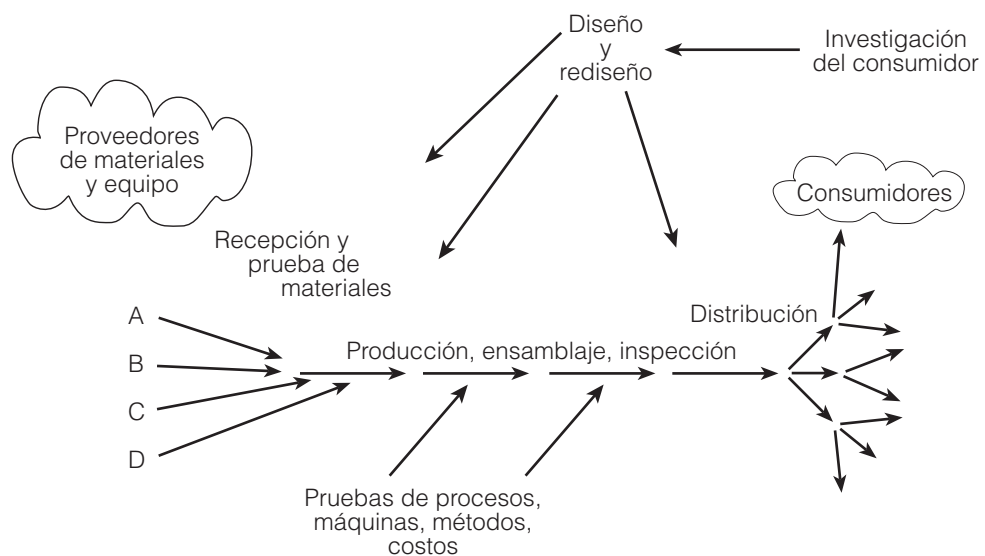 Diseño
y
rediseño
Investigación
del consumidor
Proveedores
de materiales
y equipo
Consumidores
Recepción y
prueba de
materiales
A
B
C
D
Distribución
Producción, ensamblaje, inspección
Pruebas de procesos,
máquinas, métodos,
costos